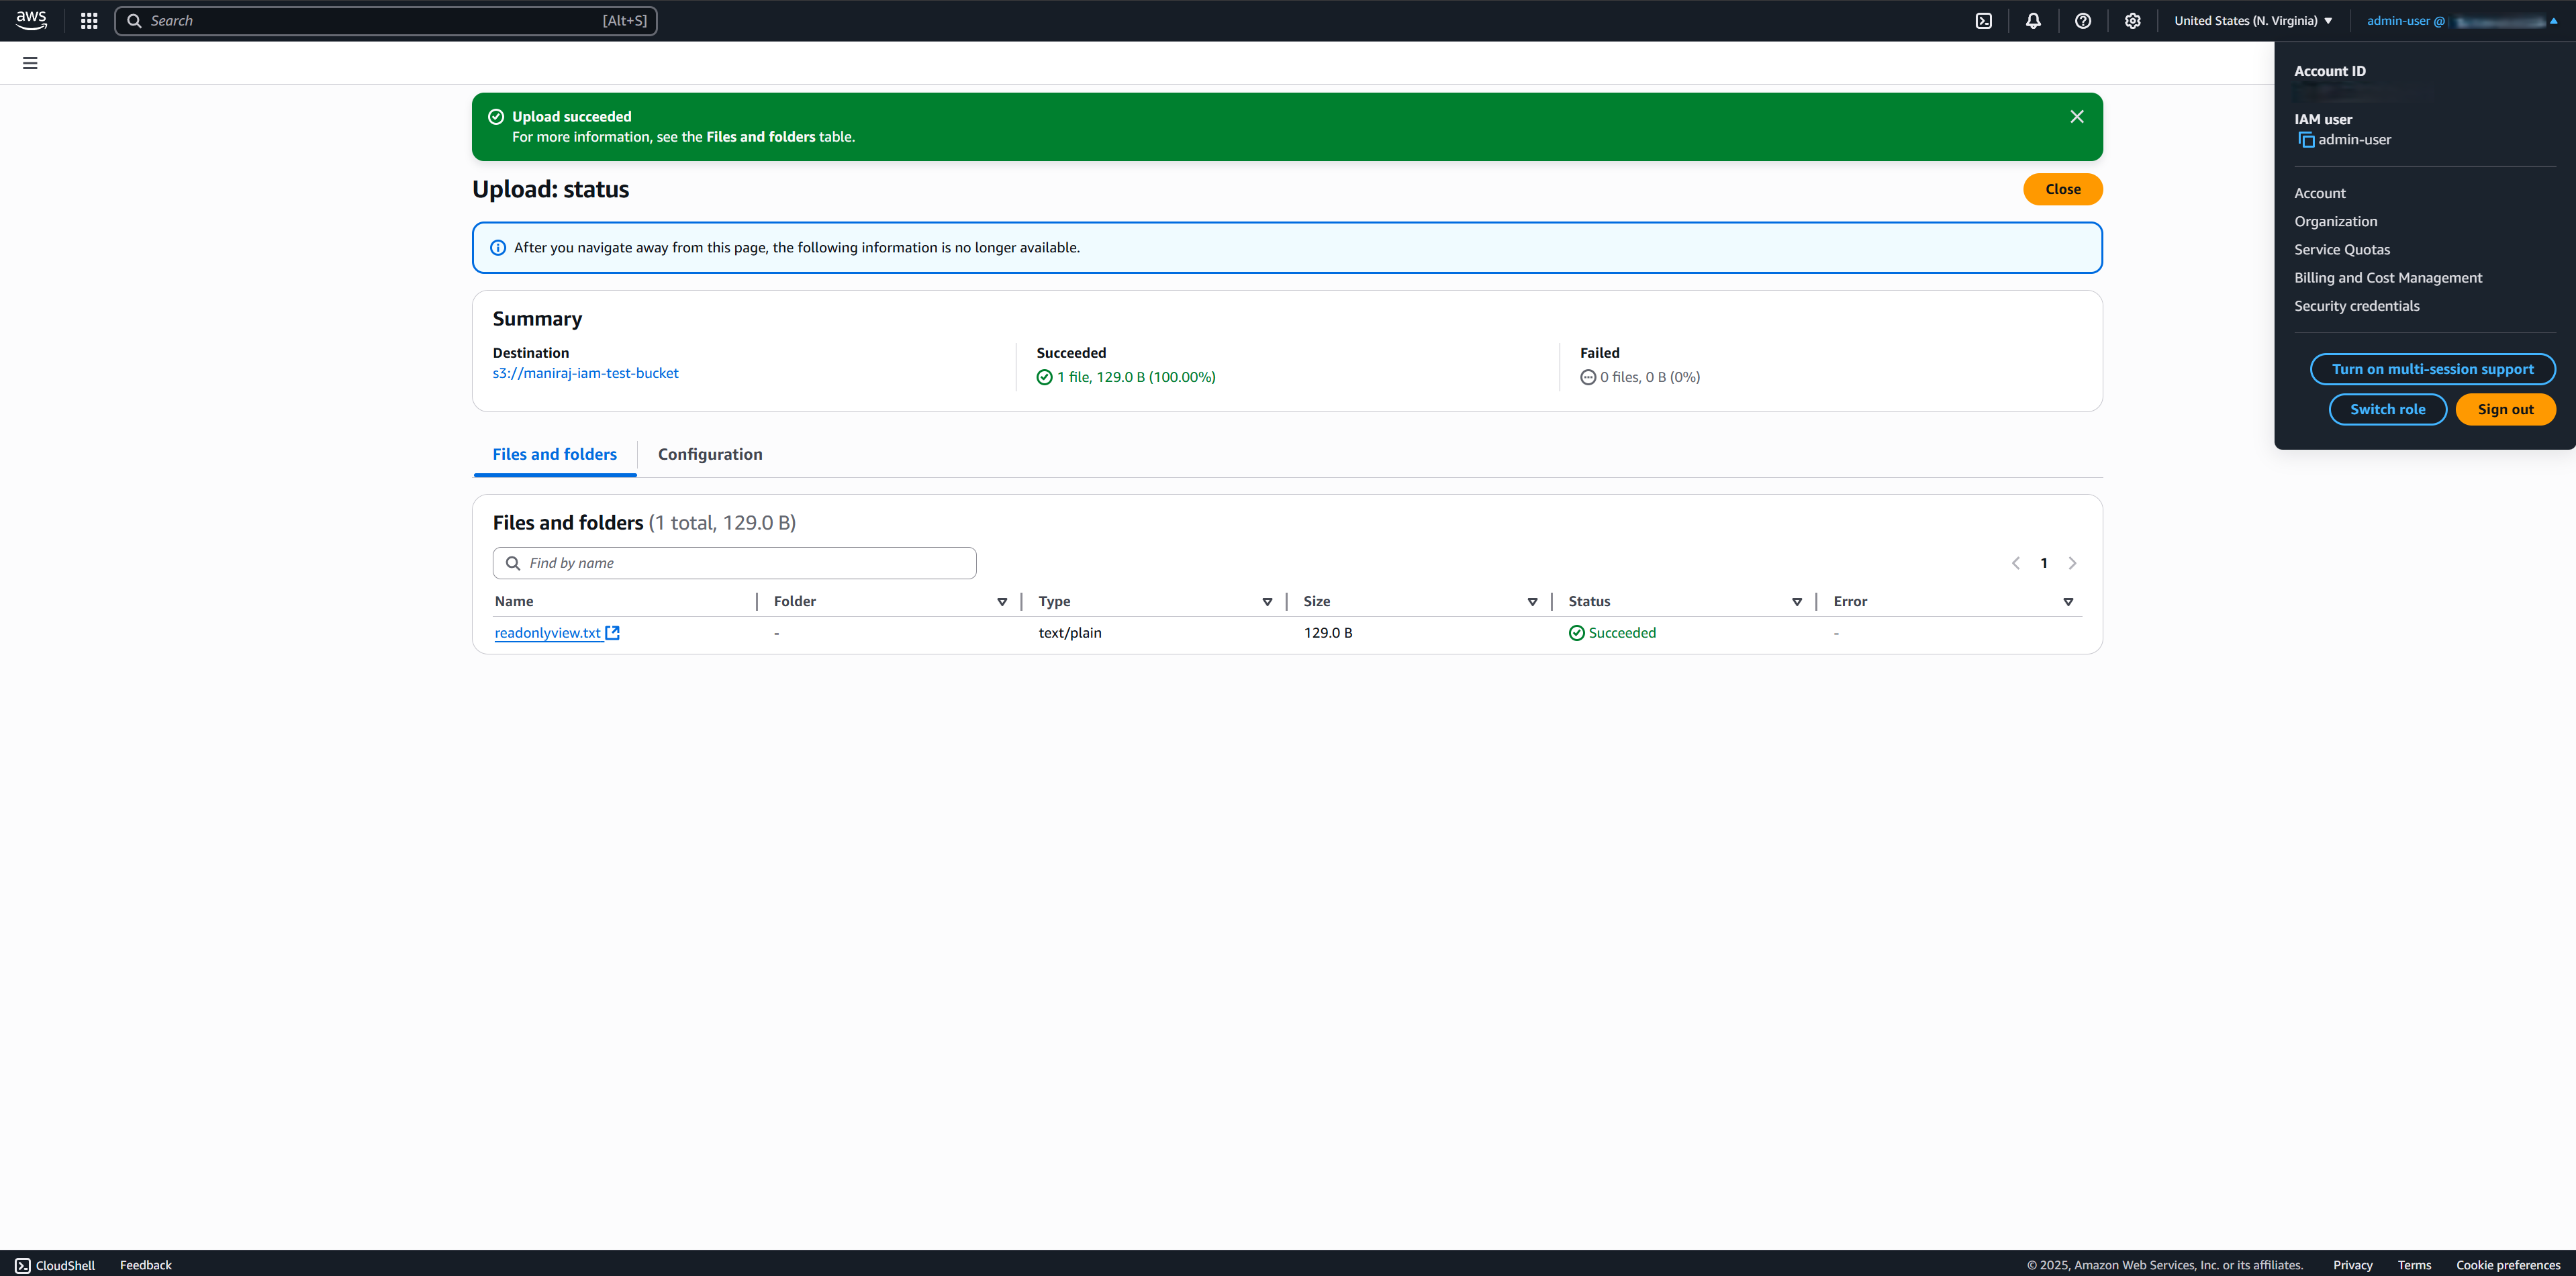 aws
Search [Alt+S]
United States (N. Virginia)
admin-user @
Account ID
IAM user
admin-user
Account
Organization
Service Quotas
Billing and Cost Management
Security credentials
Turn on multi-session support
Switch role Sign out
Upload succeeded
For more information, see the Files and folders table.
Upload: status
Close
After you navigate away from this page, the following information is no longer available.
Summary
Destination Succeeded Failed
s3://maniraj-iam-test-bucket 1 file, 129.0 B (100.00%) 0 files, 0 B (0%)
Files and folders Configuration
Files and folders (1 total, 129.0 B)
Find by name 1
Name Folder Type Size Status Error
readonlyview.txt - text/plain 129.0 B Succeeded -
CloudShell Feedback © 2025, Amazon Web Services, Inc. or its affiliates. Privacy Terms Cookie preferences